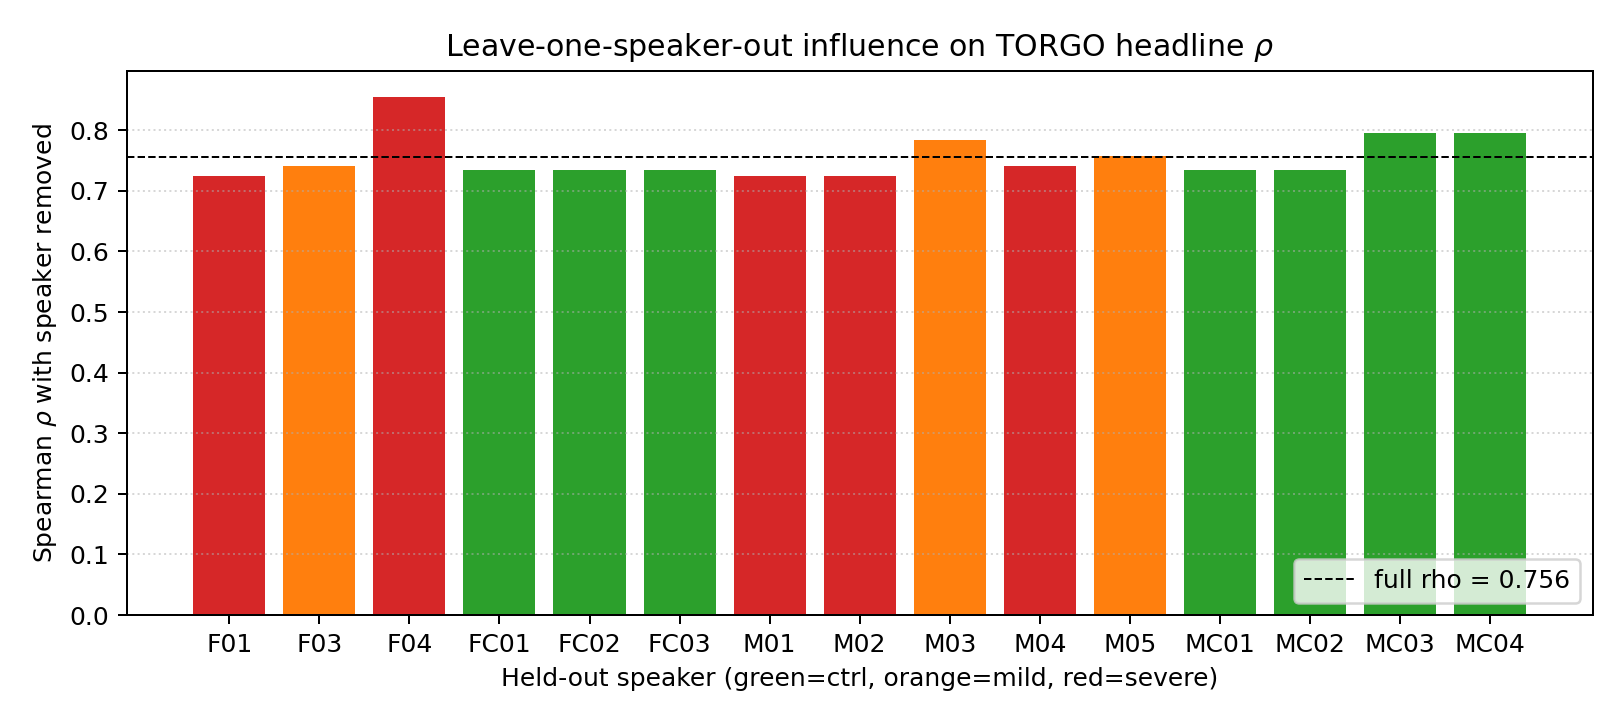 Leave-one-speaker-out influence on TORGO headline ρ
Spearman ρ with speaker removed
0.8
0.7
0.6
0.5
0.4
0.3
0.2
0.1
0.0
full rho = 0.756
F01 F03 F04 FC01 FC02 FC03 M01 M02 M03 M04 M05 MC01 MC02 MC03 MC04
Held-out speaker (green=ctrl, orange=mild, red=severe)